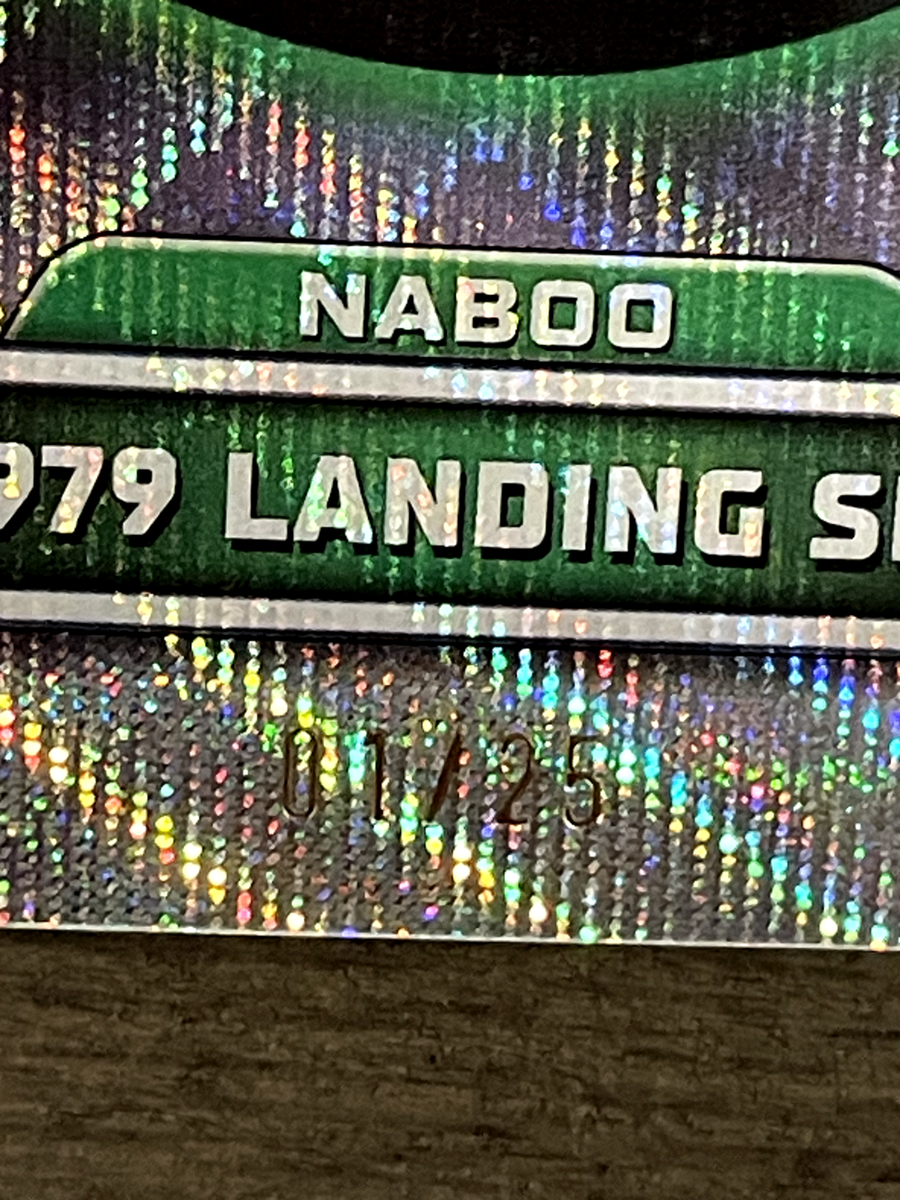 NABOO
979 LANDING S
01/25